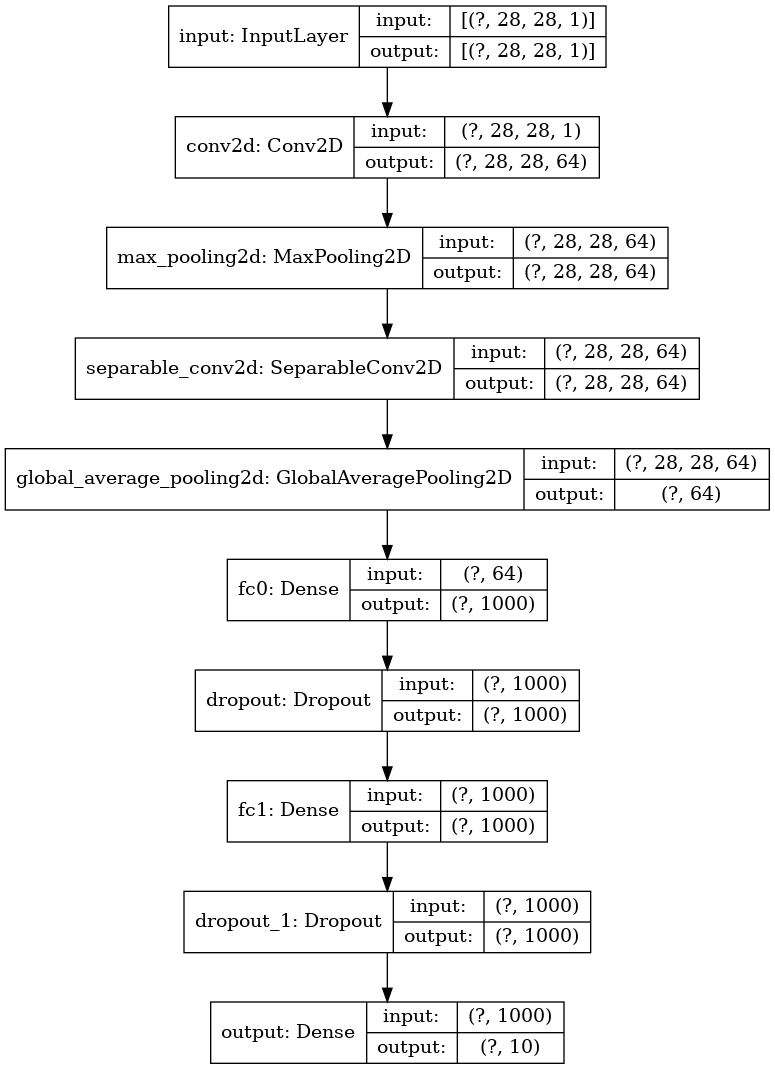 input: InputLayer
input:
[(?, 28, 28, 1)]
output:
[(?, 28, 28, 1)]
conv2d: Conv2D
input:
(?, 28, 28, 1)
output:
(?, 28, 28, 64)
max_pooling2d: MaxPooling2D
input:
(?, 28, 28, 64)
output:
(?, 28, 28, 64)
separable_conv2d: SeparableConv2D
input:
(?, 28, 28, 64)
output:
(?, 28, 28, 64)
global_average_pooling2d: GlobalAveragePooling2D
input:
(?, 28, 28, 64)
output:
(?, 64)
fc0: Dense
input:
(?, 64)
output:
(?, 1000)
dropout: Dropout
input:
(?, 1000)
output:
(?, 1000)
fc1: Dense
input:
(?, 1000)
output:
(?, 1000)
dropout_1: Dropout
input:
(?, 1000)
output:
(?, 1000)
output: Dense
input:
(?, 1000)
output:
(?, 10)